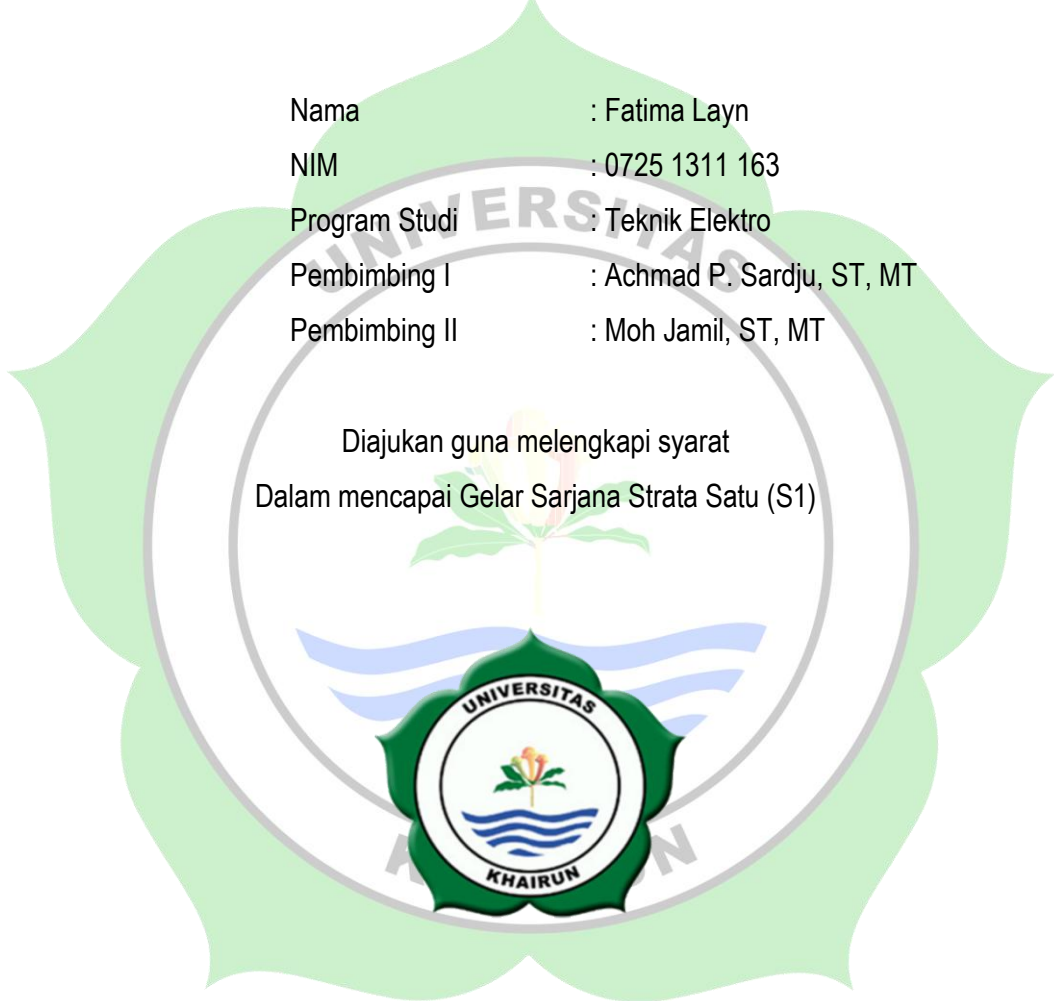 Nama : Fatima Layn
NIM : 0725 1311 163
Program Studi : Teknik Elektro
Pembimbing I : Achmad P. Sardju, ST, MT
Pembimbing II : Moh Jamil, ST, MT
Diajukan guna melengkapi syarat
Dalam mencapai Gelar Sarjana Strata Satu (S1)
UNIVERSITAS
UNIVERSITAS
KHAIRUN